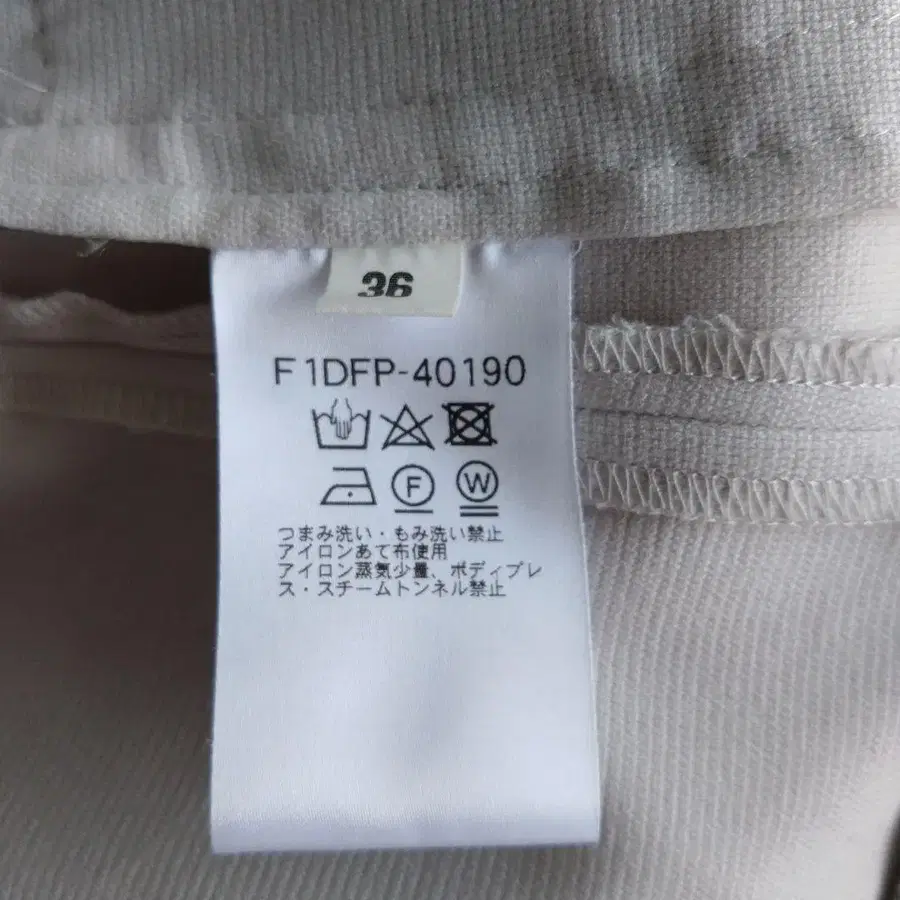 36
F1DFP-40190
F W
つまみ洗い・もみ洗い禁止
アイロンあて布使用
アイロン蒸気少量、ボディプレ
ス・スチームトンネル禁止